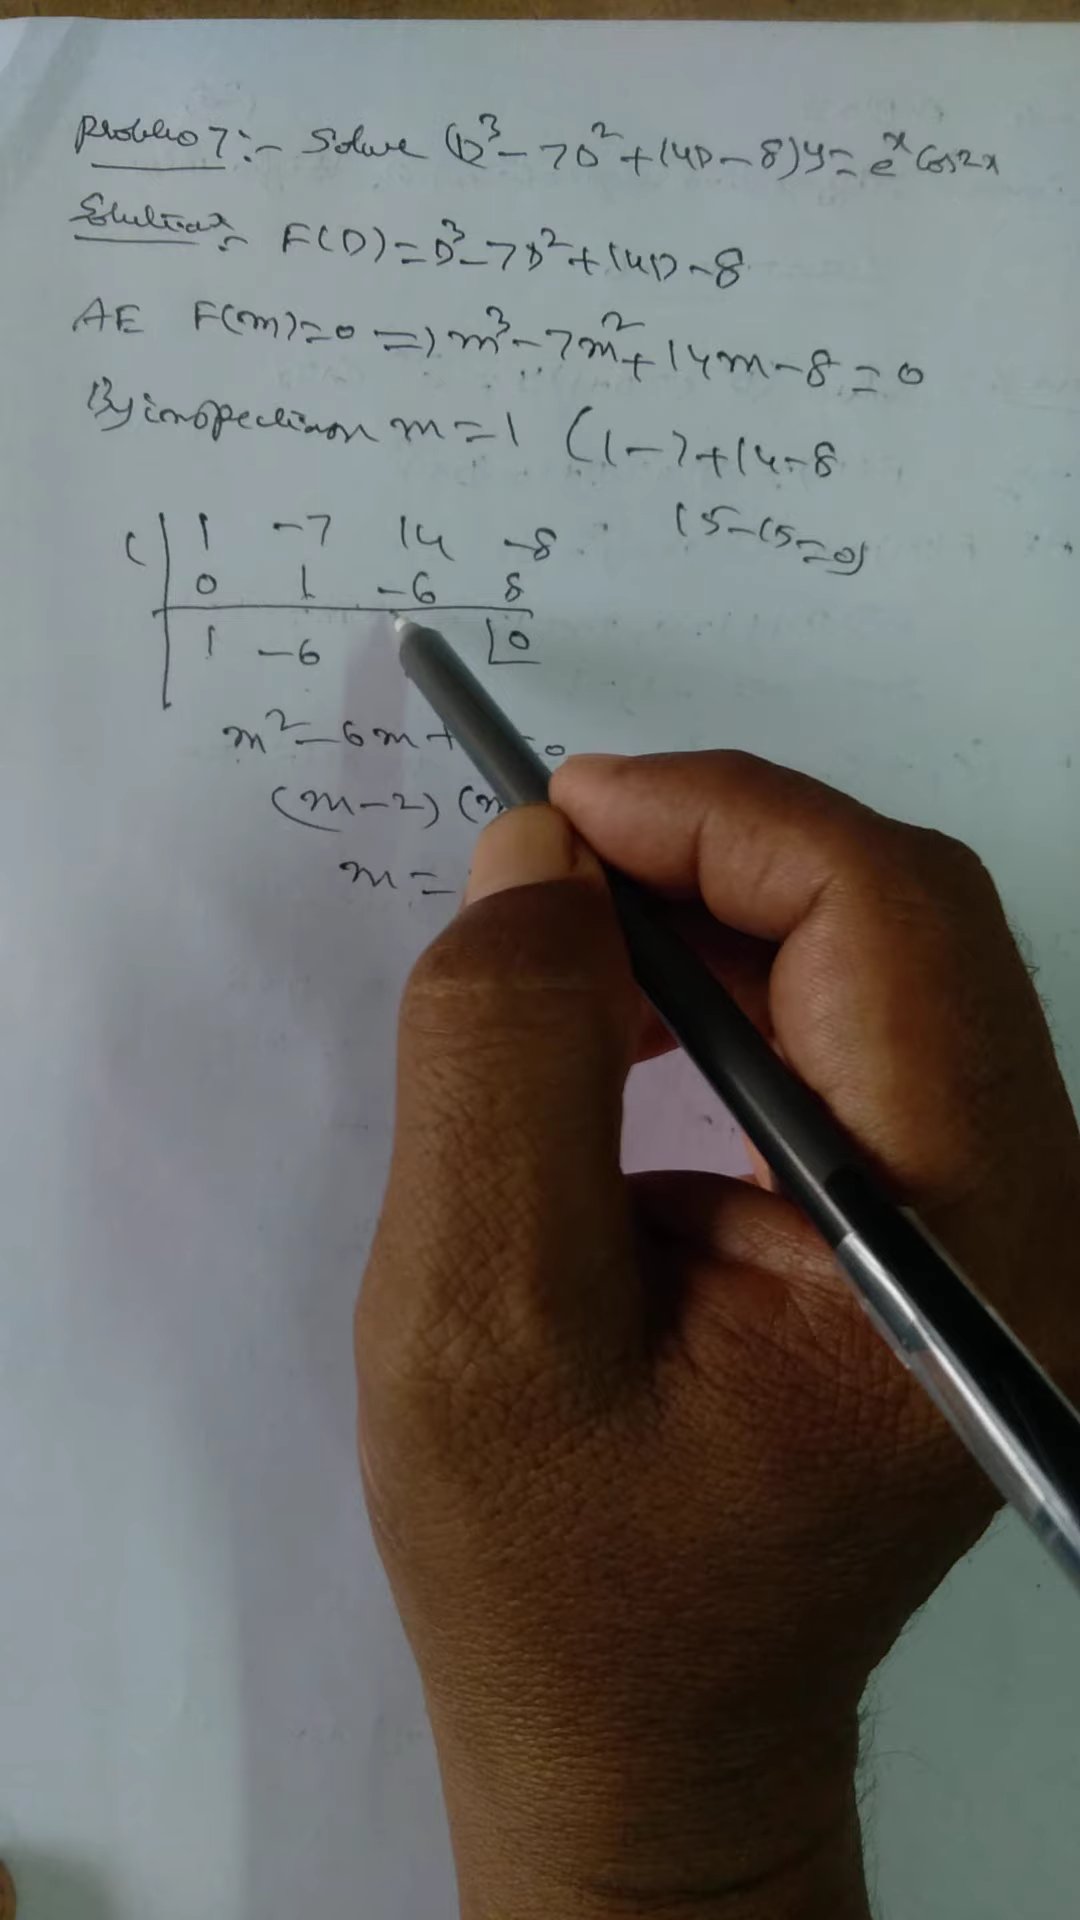 Problem 7:- Solve (D³ - 7D² + 14D - 8)y = eˣ Cos2x
Solution:- F(D) = D³ - 7D² + 14D - 8
AE F(m) = 0 => m³ - 7m² + 14m - 8 = 0
By inspection m = 1 (1 - 7 + 14 - 8
15 - 15 = 0)
1 | 1 -7 14 -8
0 1 -6 8
1 -6 0
m² - 6m + = 0
(m - 2) (m
m =